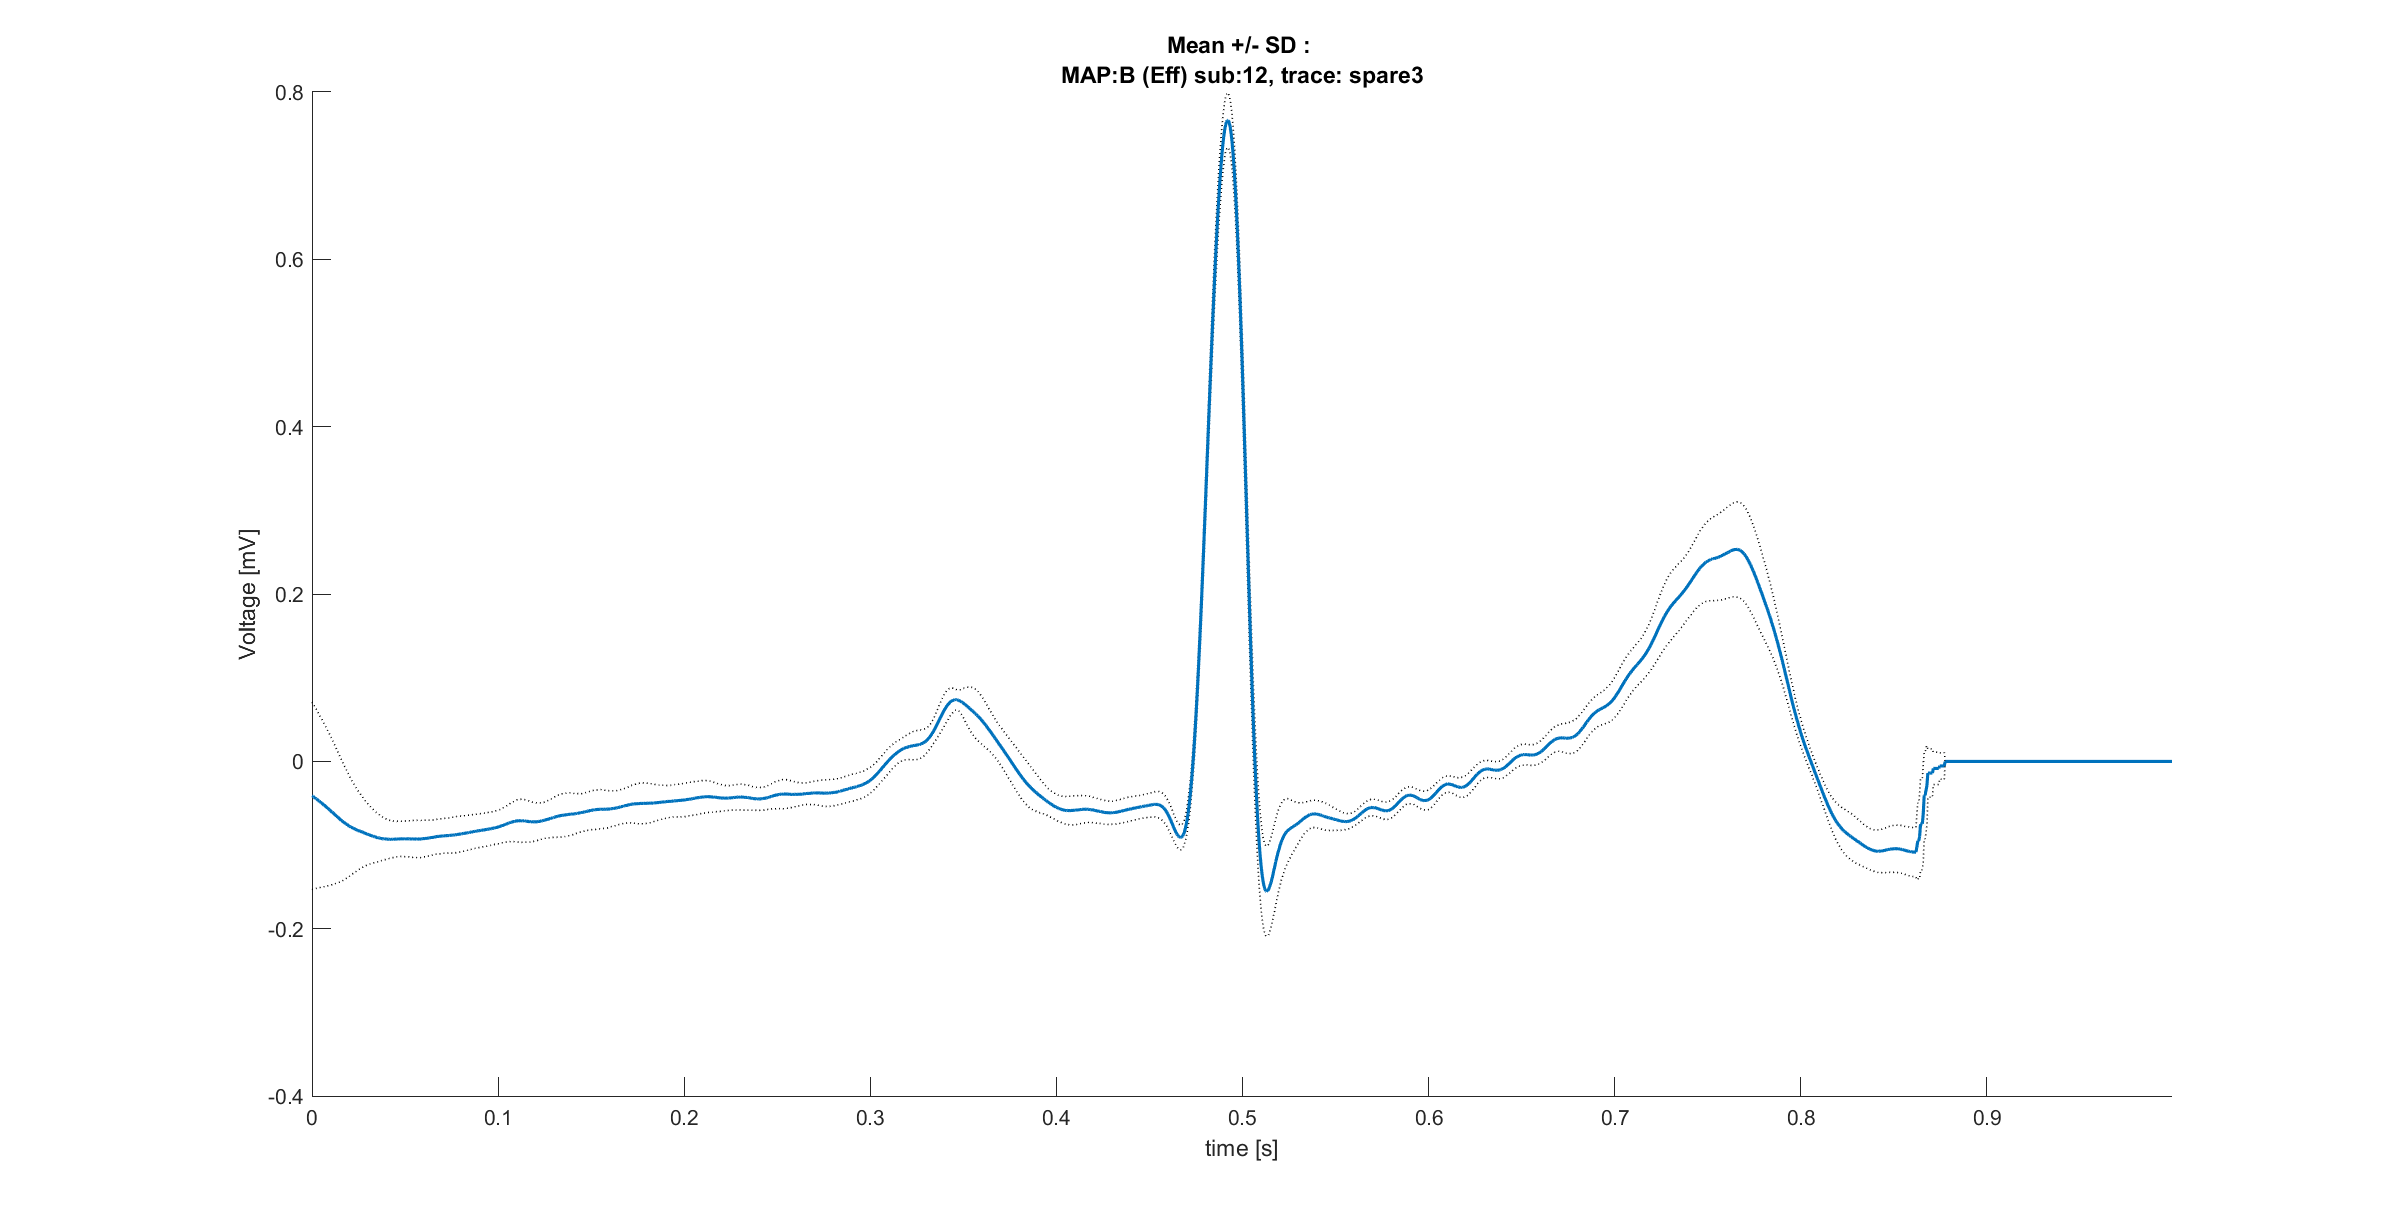 Mean +/- SD :
MAP:B (Eff) sub:12, trace: spare3
0.8
0.6
0.4
0.2
0
-0.2
-0.4
Voltage [mV]
0 0.1 0.2 0.3 0.4 0.5 0.6 0.7 0.8 0.9
time [s]